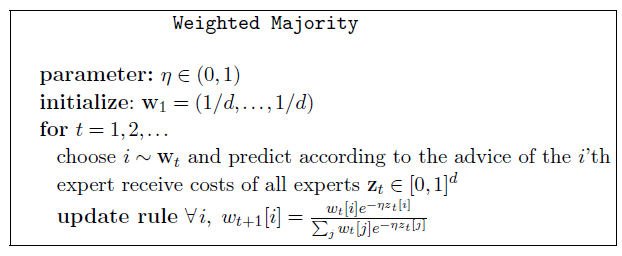 Weighted Majority
parameter: η ∈ (0, 1)
initialize: w₁ = (1/d, . . . , 1/d)
for t = 1, 2, . . .
choose i ∼ wₜ and predict according to the advice of the i'th
expert receive costs of all experts zₜ ∈ [0, 1]^d
update rule ∀i, wₜ₊₁[i] = \frac{wₜ[i]e^{−ηzₜ[i]}}{∑ⱼ wₜ[j]e^{−ηzₜ[j]}}